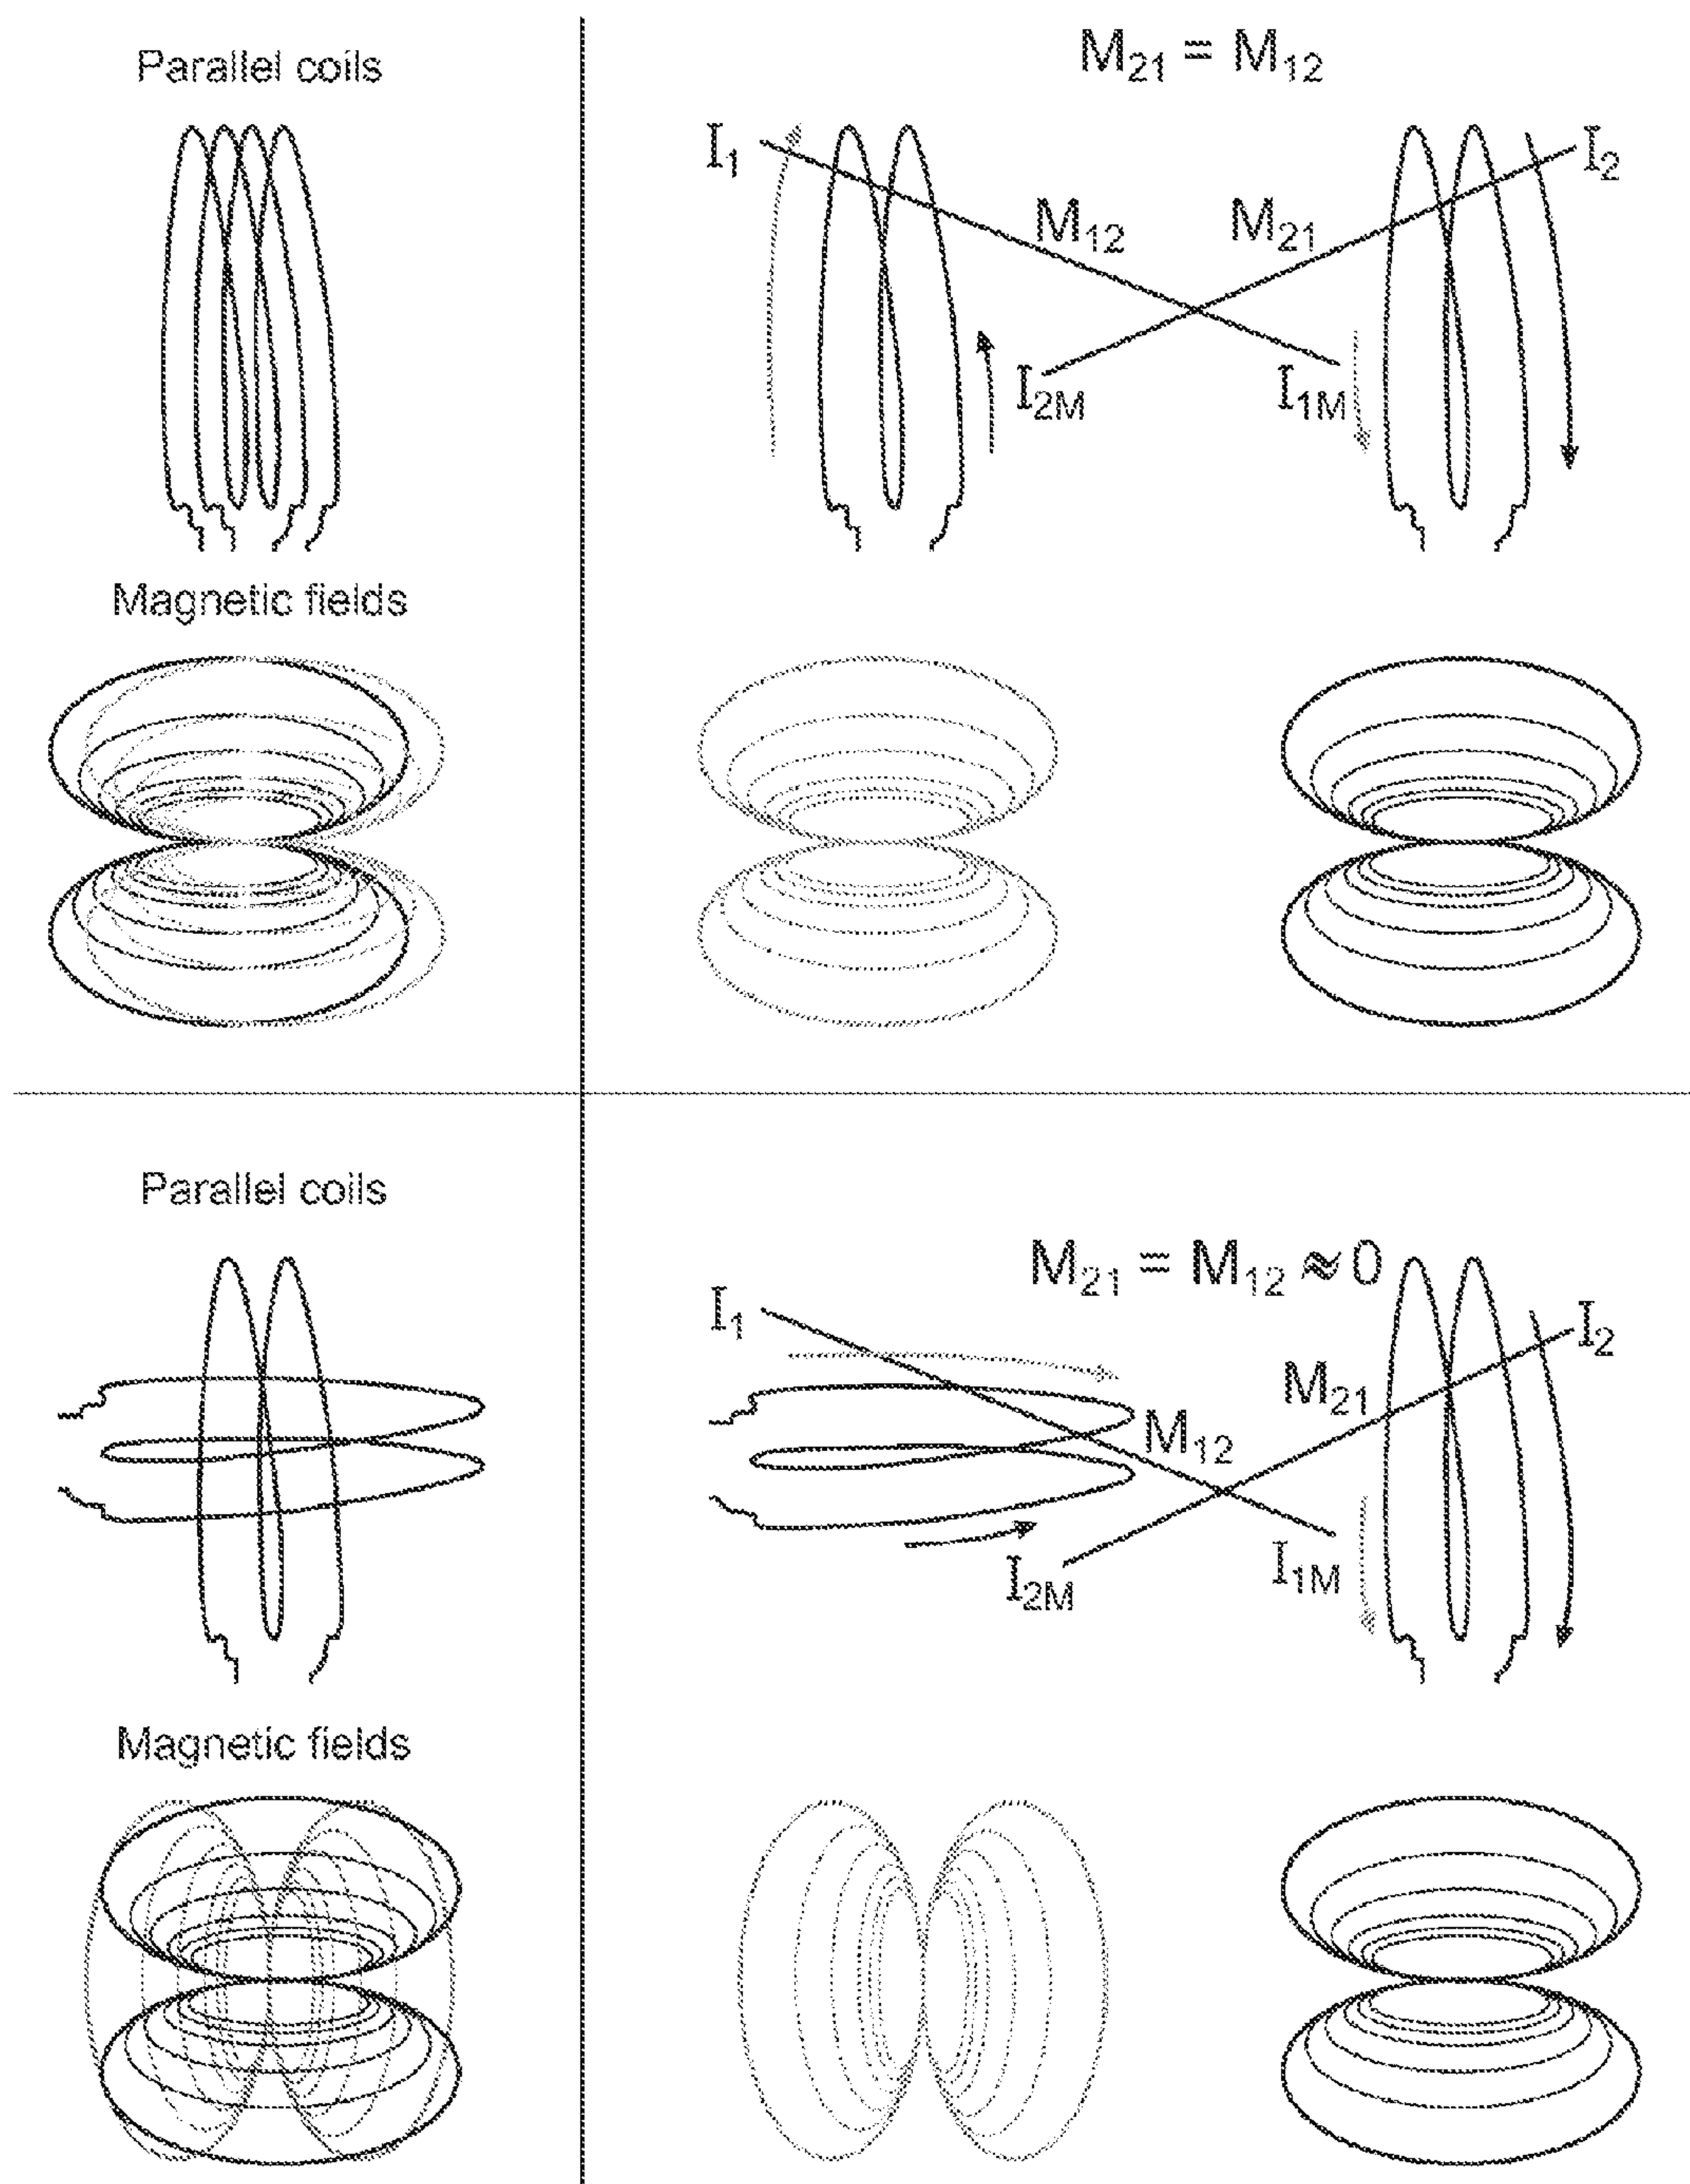 Parallel coils
M21 = M12
I1
M12
M21
I2
I2M
I1M
Magnetic fields
Parallel coils
M21 = M12 ≈ 0
I1
I2
M21
M12
I2M
I1M
Magnetic fields